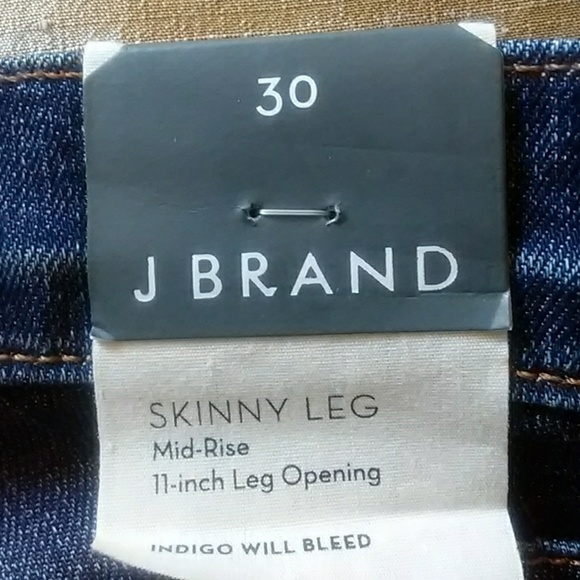 30
J BRAND
SKINNY LEG
Mid-Rise
11-inch Leg Opening
INDIGO WILL BLEED